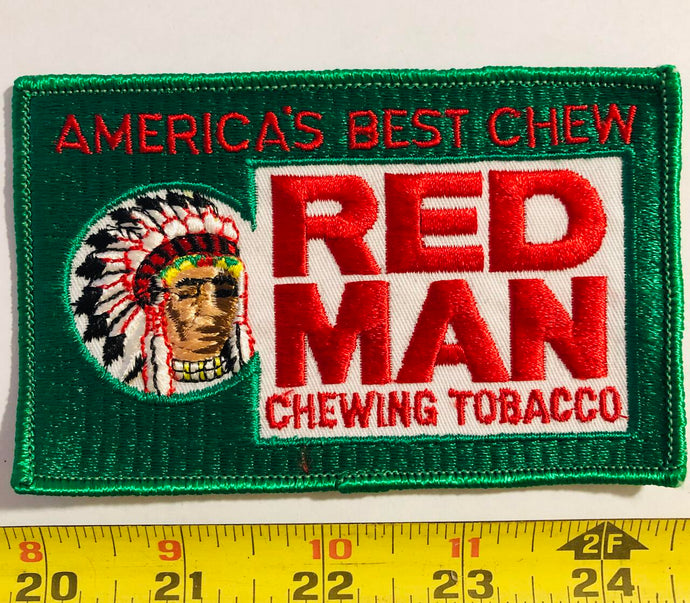 AMERICA'S BEST CHEW
RED
MAN
CHEWING TOBACCO
8 9 10 11 2F
20 21 22 23 24